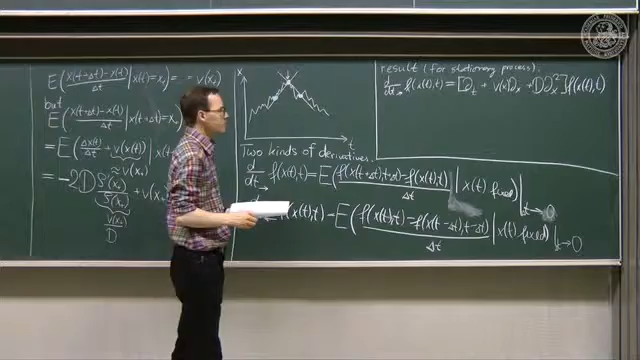 E(x(t+Δt)-x(t)/Δt | x(t)=x₀) = ... = v(x₀)
but
E(x(t+Δt)-x(t)/Δt | x(t+Δt)=x₀)
= E(Δx(t)/Δt + v(x(t)) | x(t
≈ v(x₀)
= -2D S'(x₀)/S(x₀) + v(x₀
v(x₀)
D
x
t
Two kinds of derivatives.
d/dt→ f(x(t),t) = E(f(x(t+Δt),t+Δt)-f(x(t),t)/Δt | x(t) fixed)|→0
f(x(t),t) = E(f(x(t),t)-f(x(t-Δt),t-Δt)/Δt | x(t) fixed)|Δt→0
result (for stationary process).
d/dt→ f(x(t),t) = [∂t + v(x)∂x + D∂x²] f(x(t),t)